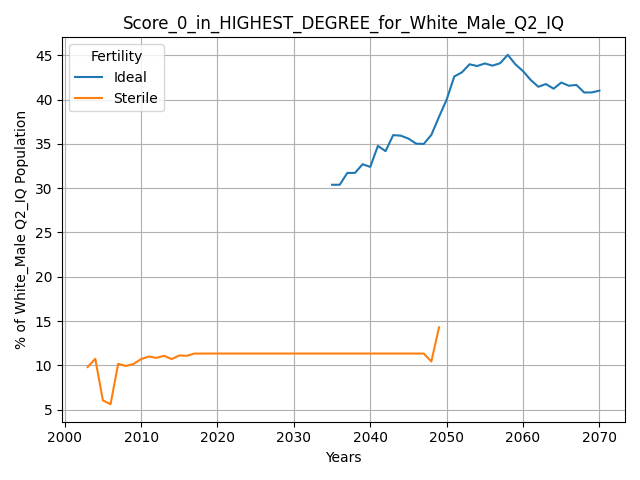 Score_0_in_HIGHEST_DEGREE_for_White_Male_Q2_IQ
% of White_Male Q2_IQ Population
45
40
35
30
25
20
15
10
5
Fertility
Ideal
Sterile
2000 2010 2020 2030 2040 2050 2060 2070
Years